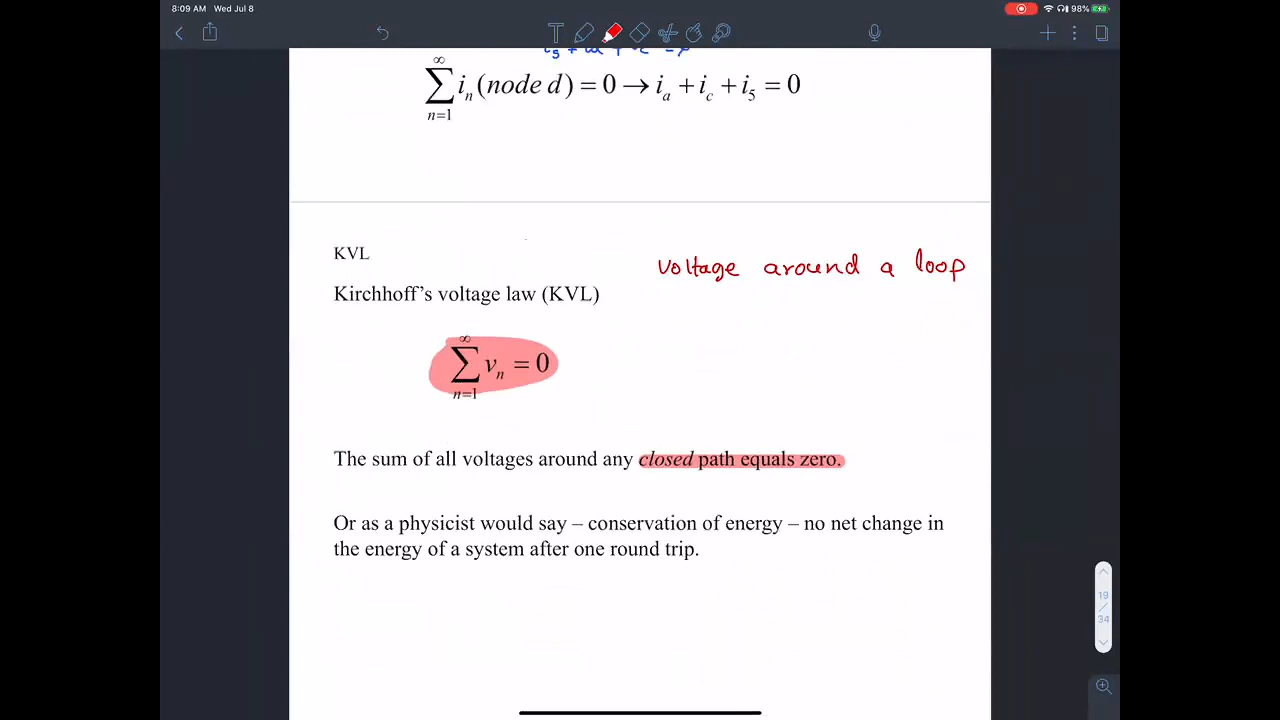 8:09 AM Wed Jul 8
98%
∞
∑ iₙ (node d) = 0 → iₐ + i_c + i₅ = 0
n=1
KVL
voltage around a loop
Kirchhoff’s voltage law (KVL)
∞
∑ vₙ = 0
n=1
The sum of all voltages around any closed path equals zero.
Or as a physicist would say – conservation of energy – no net change in
the energy of a system after one round trip.
19
/
34